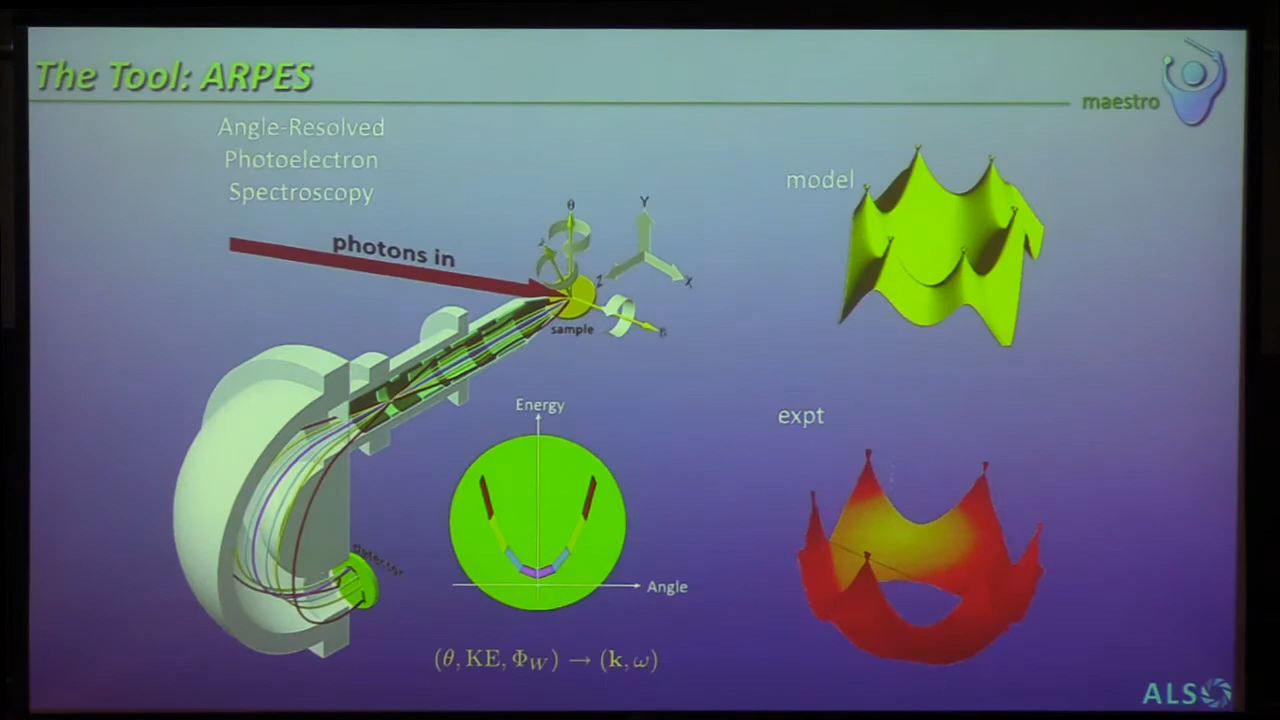 The Tool: ARPES
maestro
Angle-Resolved
Photoelectron
Spectroscopy
photons in
θ
Y
Z
X
sample
model
Energy
Angle
detector
expt
(θ, KE, Φ_W) → (k, ω)
ALS